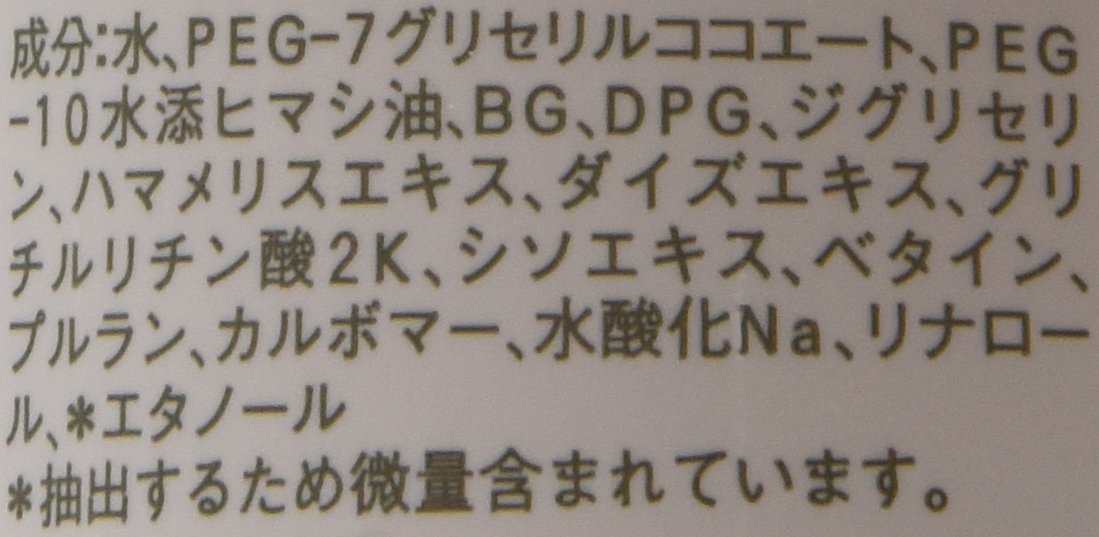 成分:水、PEG-7グリセリルココエート、PEG
-10水添ヒマシ油、BG、DPG、ジグリセリ
ン、ハマメリスエキス、ダイズエキス、グリ
チルリチン酸2K、シソエキス、ベタイン、
プルラン、カルボマー、水酸化Na、リナロー
ル、*エタノール
*抽出するため微量含まれています。